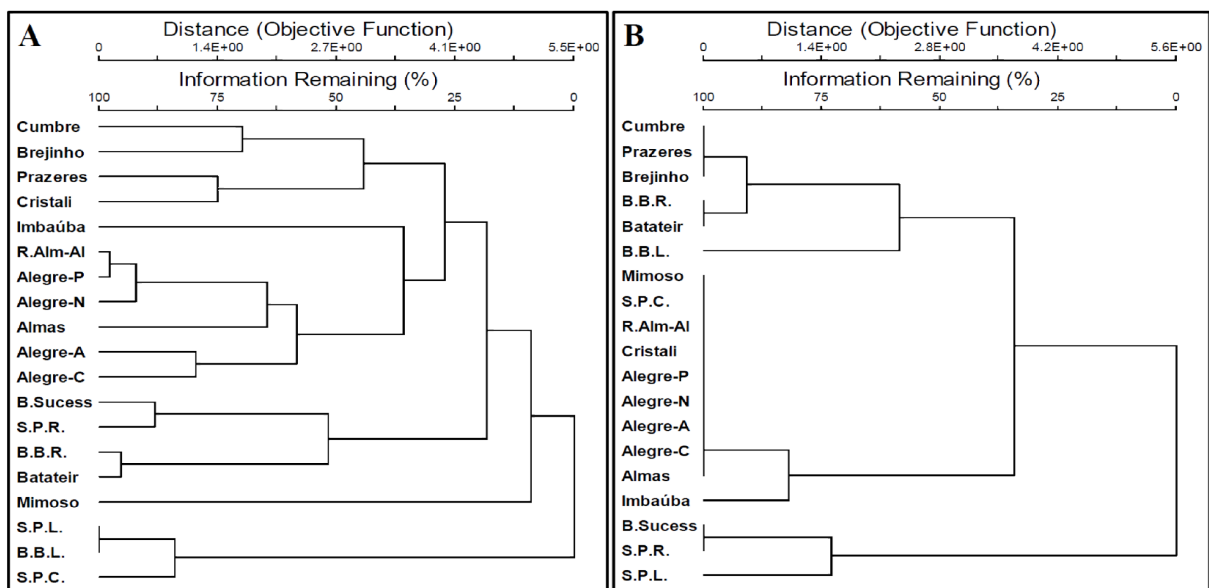 A
Distance (Objective Function)
0 1.4E+00 2.7E+00 4.1E+00 5.5E+00
Information Remaining (%)
100 75 50 25 0
Cumbre
Brejinho
Prazeres
Cristali
Imbaúba
R.Alm-Al
Alegre-P
Alegre-N
Almas
Alegre-A
Alegre-C
B.Sucess
S.P.R.
B.B.R.
Batateir
Mimoso
S.P.L.
B.B.L.
S.P.C.
B
Distance (Objective Function)
0 1.4E+00 2.8E+00 4.2E+00 5.6E+00
Information Remaining (%)
100 75 50 25 0
Cumbre
Prazeres
Brejinho
B.B.R.
Batateir
B.B.L.
Mimoso
S.P.C.
R.Alm-Al
Cristali
Alegre-P
Alegre-N
Alegre-A
Alegre-C
Almas
Imbaúba
B.Sucess
S.P.R.
S.P.L.